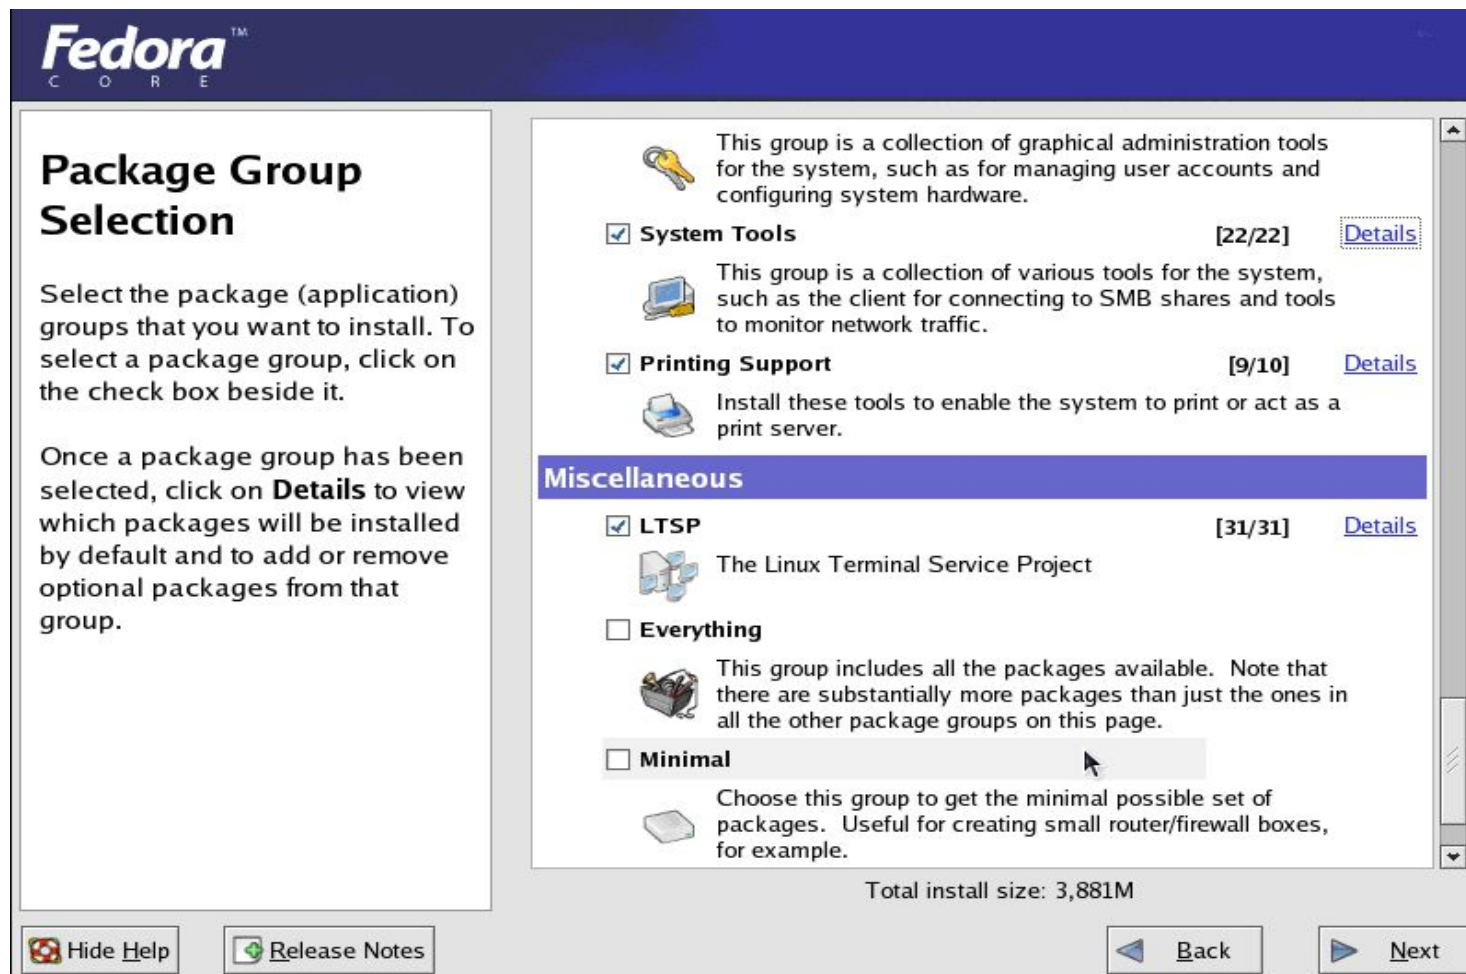 Fedora™
CORE
Package Group
Selection
Select the package (application)
groups that you want to install. To
select a package group, click on
the check box beside it.
Once a package group has been
selected, click on Details to view
which packages will be installed
by default and to add or remove
optional packages from that
group.
This group is a collection of graphical administration tools
for the system, such as for managing user accounts and
configuring system hardware.
System Tools [22/22] Details
This group is a collection of various tools for the system,
such as the client for connecting to SMB shares and tools
to monitor network traffic.
Printing Support [9/10] Details
Install these tools to enable the system to print or act as a
print server.
Miscellaneous
LTSP [31/31] Details
The Linux Terminal Service Project
Everything
This group includes all the packages available. Note that
there are substantially more packages than just the ones in
all the other package groups on this page.
Minimal
Choose this group to get the minimal possible set of
packages. Useful for creating small router/firewall boxes,
for example.
Total install size: 3,881M
Hide Help Release Notes Back Next